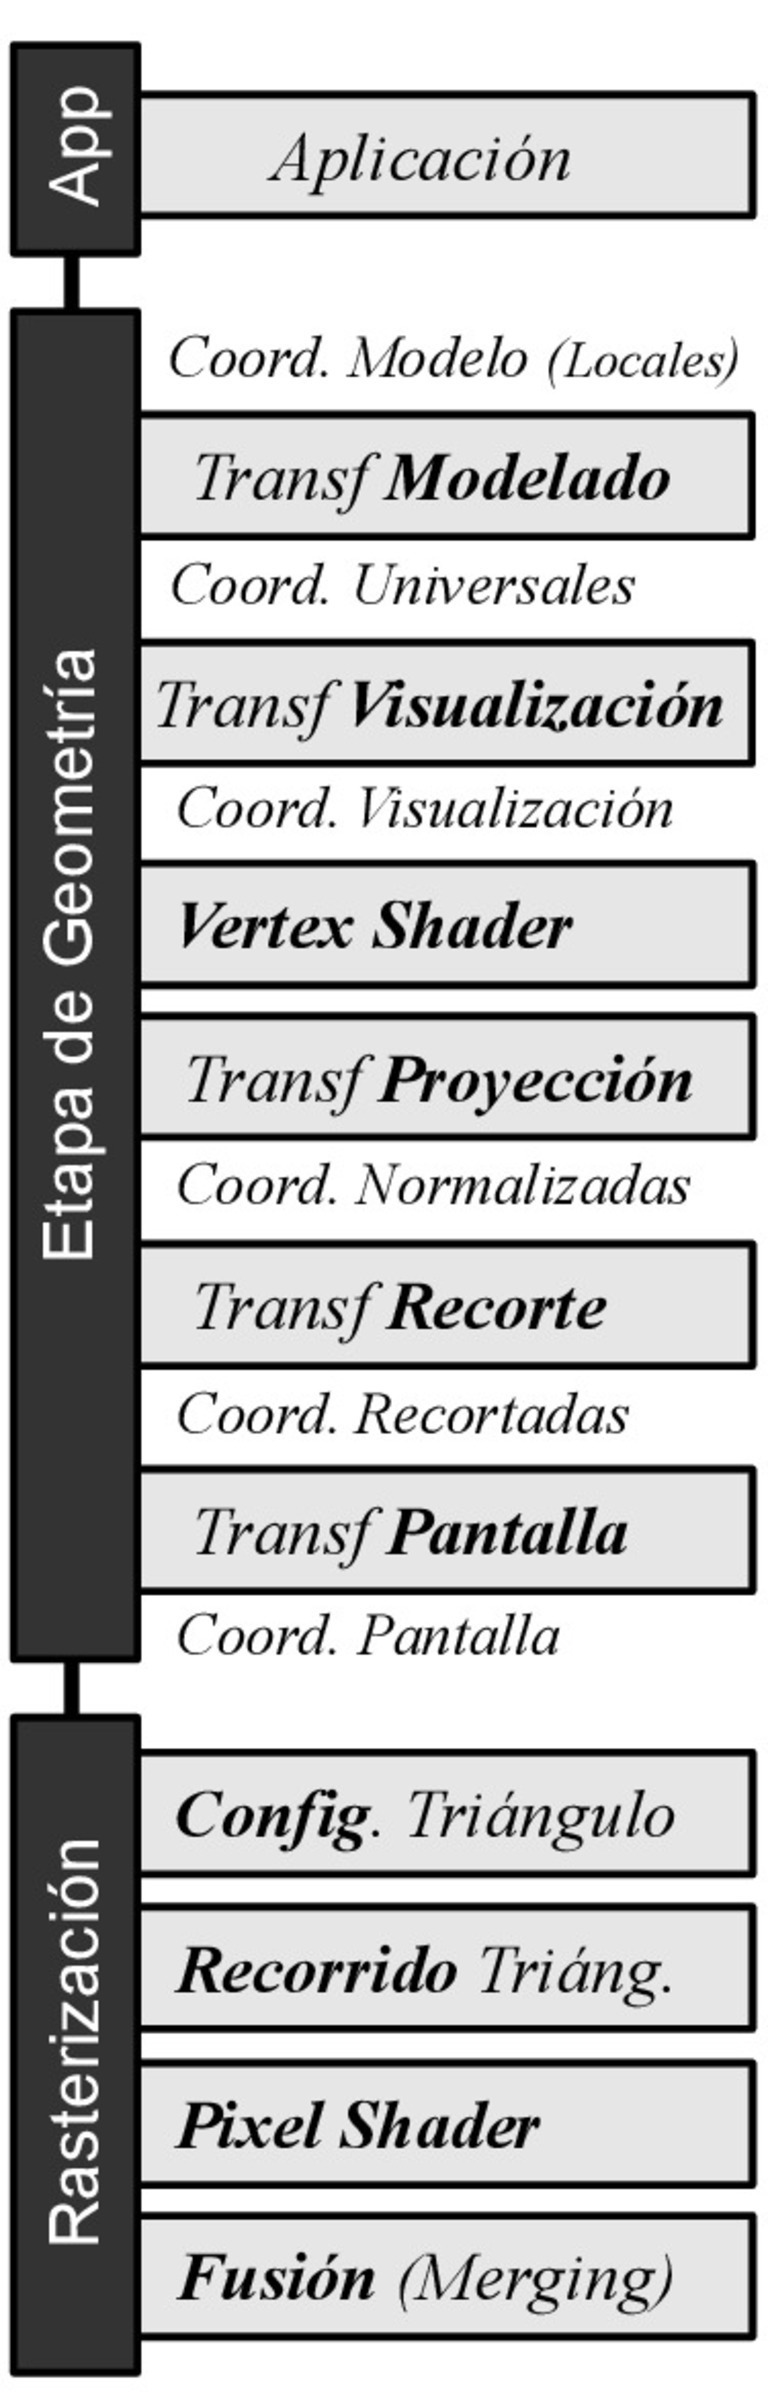 App
Aplicación
Etapa de Geometría
Coord. Modelo (Locales)
Transf Modelado
Coord. Universales
Transf Visualización
Coord. Visualización
Vertex Shader
Transf Proyección
Coord. Normalizadas
Transf Recorte
Coord. Recortadas
Transf Pantalla
Coord. Pantalla
Rasterización
Config. Triángulo
Recorrido Triáng.
Pixel Shader
Fusión (Merging)